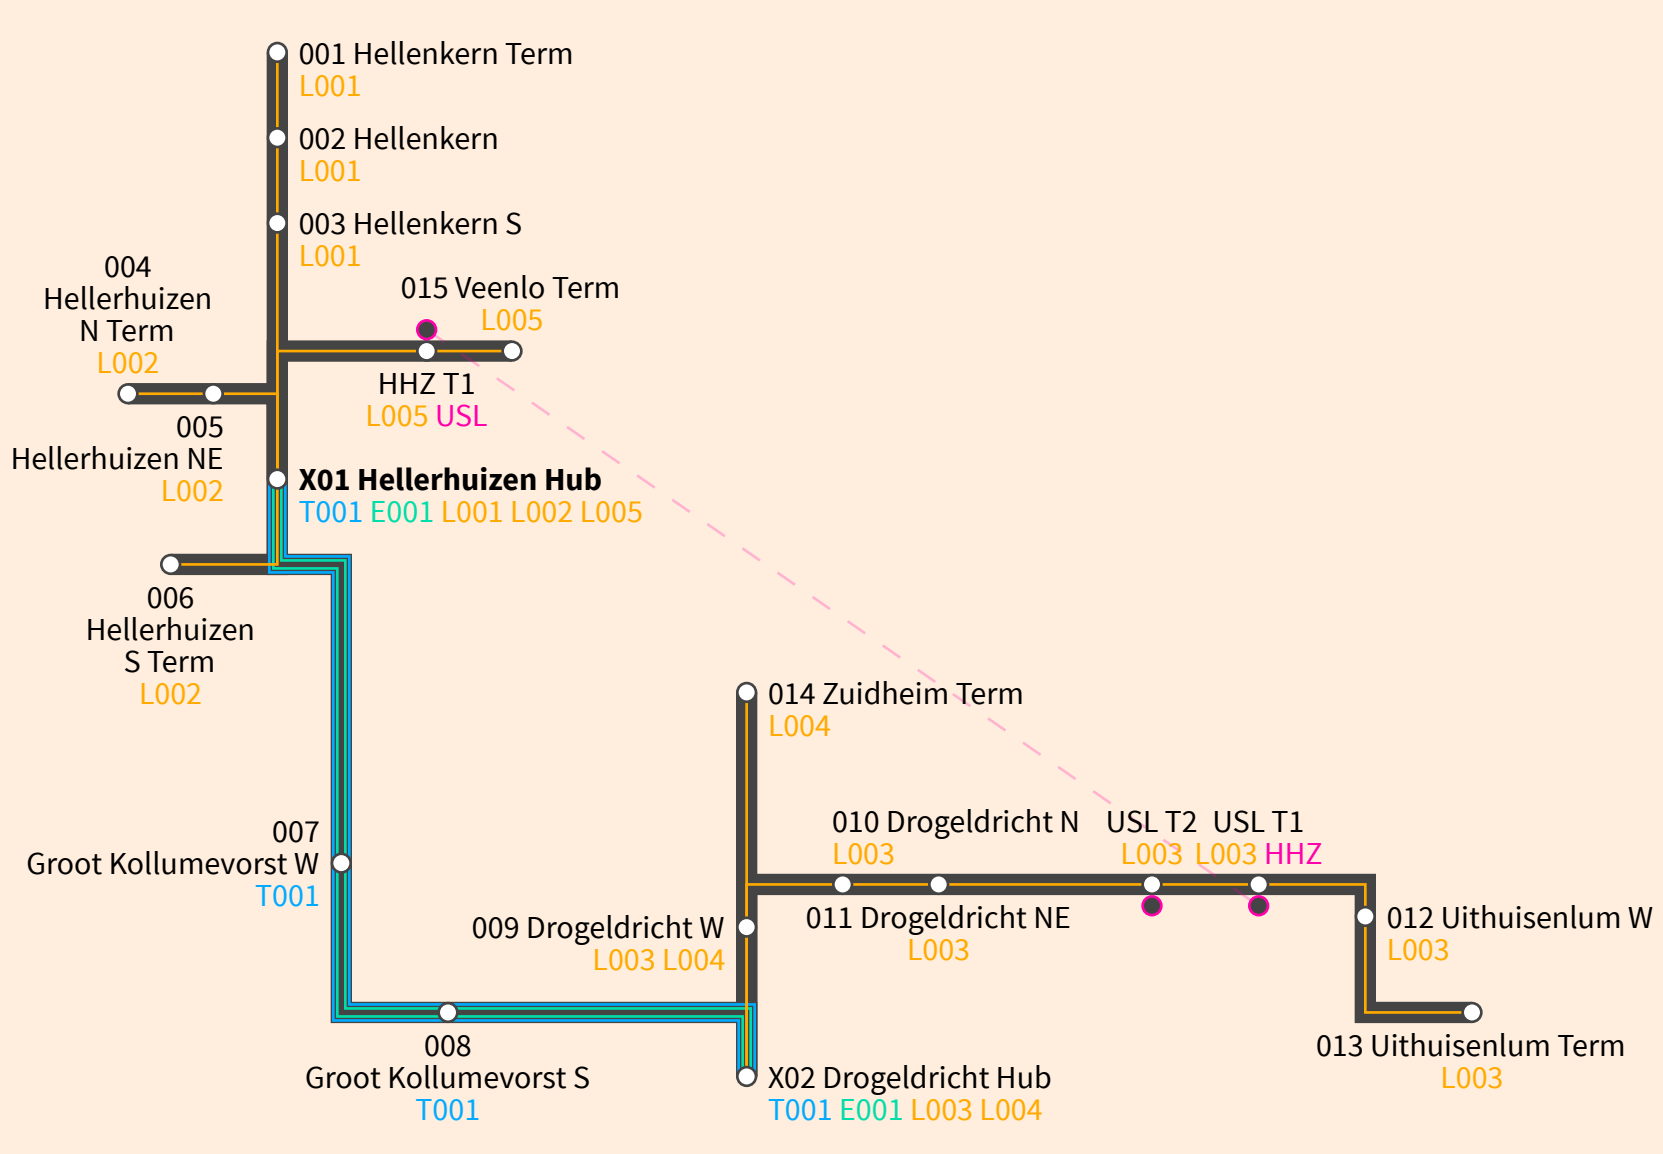 001 Hellenkern Term
L001
002 Hellenkern
L001
003 Hellenkern S
L001
004
Hellerhuizen
N Term
L002
015 Veenlo Term
L005
HHZ T1
L005 USL
005
Hellerhuizen NE
L002
X01 Hellerhuizen Hub
T001 E001 L001 L002 L005
006
Hellerhuizen
S Term
L002
014 Zuidheim Term
L004
007
Groot Kollumevorst W
T001
010 Drogeldricht N
L003
USL T2
L003
USL T1
L003 HHZ
009 Drogeldricht W
L003 L004
011 Drogeldricht NE
L003
012 Uithuisenlum W
L003
008
Groot Kollumevorst S
T001
X02 Drogeldricht Hub
T001 E001 L003 L004
013 Uithuisenlum Term
L003